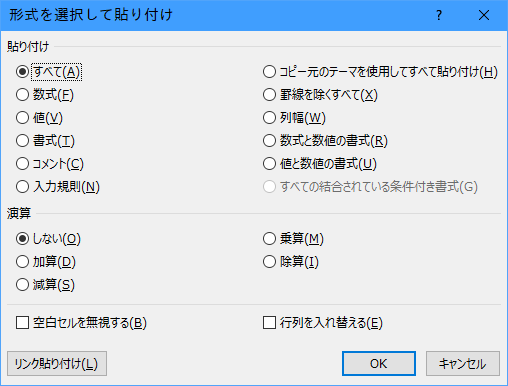 形式を選択して貼り付け
?
貼り付け
すべて(A)
コピー元のテーマを使用してすべて貼り付け(H)
数式(F)
罫線を除くすべて(X)
値(V)
列幅(W)
書式(T)
数式と数値の書式(R)
コメント(C)
値と数値の書式(U)
入力規則(N)
すべての結合されている条件付き書式(G)
演算
しない(O)
乗算(M)
加算(D)
除算(I)
減算(S)
空白セルを無視する(B)
行列を入れ替える(E)
リンク貼り付け(L)
OK
キャンセル